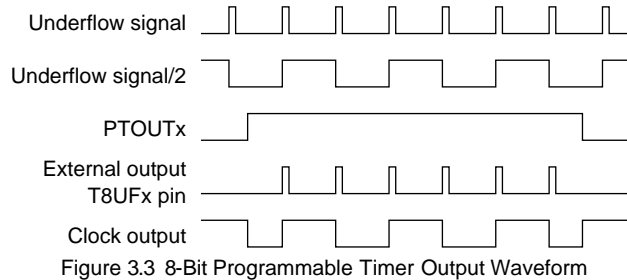 Underflow signal
Underflow signal/2
PTOUTx
External output
T8UFx pin
Clock output
Figure 3.3 8-Bit Programmable Timer Output Waveform